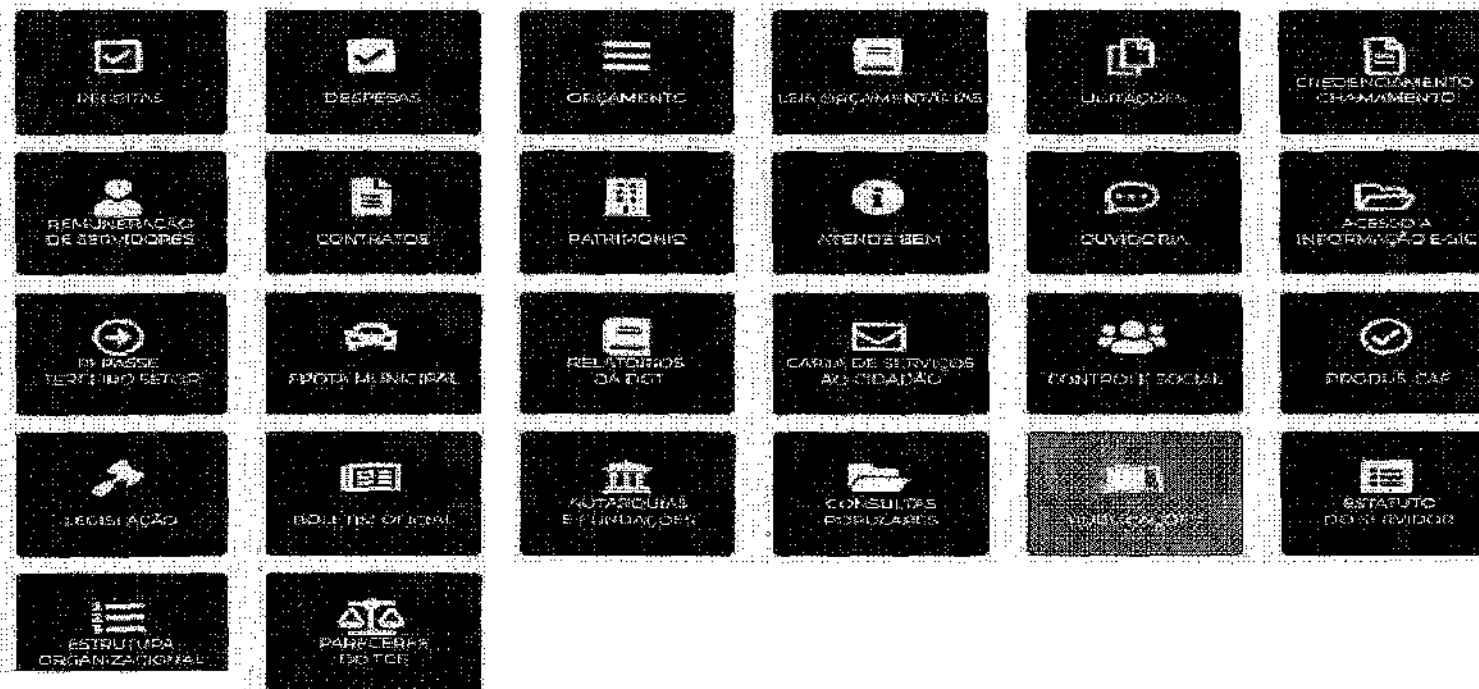 RECEITAS
DESPESAS
ORÇAMENTO
LEIS ORÇAMENTÁRIAS
LICITAÇÕES
CREDENCIAMENTO
CHAMAMENTO
REMUNERAÇÃO
DE SERVIDORES
CONTRATOS
PATRIMÔNIO
ATENDE BEM
OUVIDORIA
ACESSO A
INFORMAÇÃO E-SIC
REPASSE
TERCEIRO SETOR
FROTA MUNICIPAL
RELATÓRIOS
DA DGT
CARTA DE SERVIÇOS
AO CIDADÃO
CONTROLE SOCIAL
LEGISLAÇÃO
BOLETIM OFICIAL
AUTARQUIAS
E FUNDAÇÕES
CONSULTAS
POPULARES
ESTATUTO
DO SERVIDOR
ESTRUTURA
ORGANIZACIONAL
PARECERES
DO TCE